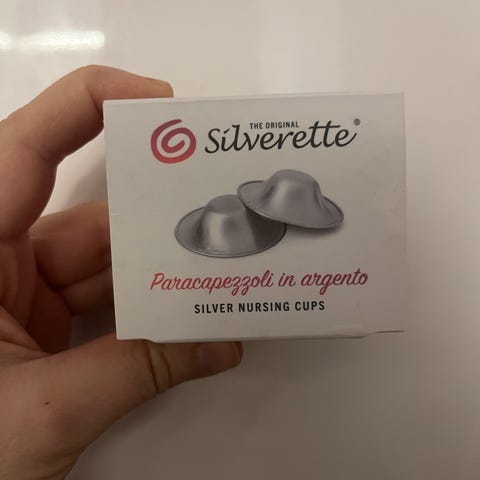 THE ORIGINAL
Silverette®
Paracapezzoli in argento
SILVER NURSING CUPS